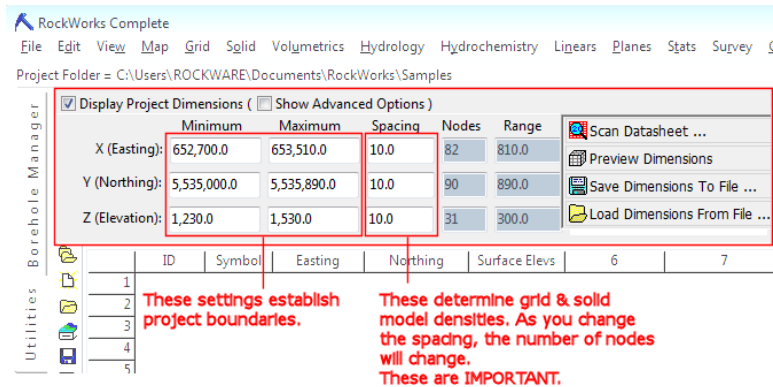 RockWorks Complete
File Edit View Map Grid Solid Volumetrics Hydrology Hydrochemistry Linears Planes Stats Survey
Project Folder = C:\Users\ROCKWARE\Documents\RockWorks\Samples
Display Project Dimensions ( Show Advanced Options )
Minimum Maximum Spacing Nodes Range
X (Easting): 652,700.0 653,510.0 10.0 82 810.0
Y (Northing): 5,535,000.0 5,535,890.0 10.0 90 890.0
Z (Elevation): 1,230.0 1,530.0 10.0 31 300.0
Scan Datasheet ...
Preview Dimensions
Save Dimensions To File ...
Load Dimensions From File ...
Borehole Manager
Utilities
ID Symbol Easting Northing Surface Elevs 6 7
1
2
3
4
5
These settings establish
project boundaries.
These determine grid & solid
model densities. As you change
the spacing, the number of nodes
will change.
These are IMPORTANT.